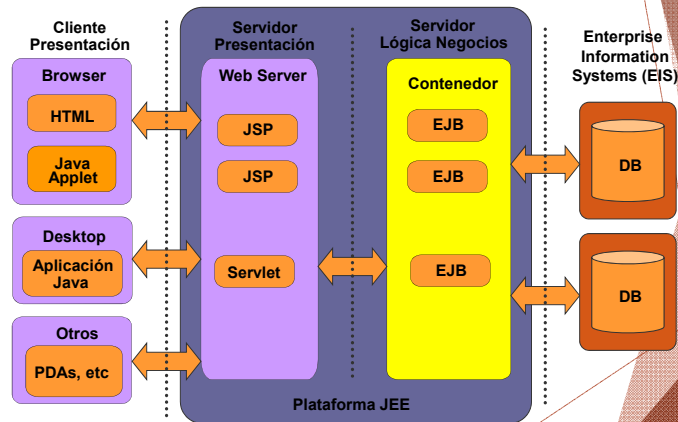 Cliente
Presentación
Servidor
Presentación
Servidor
Lógica Negocios
Enterprise
Information
Systems (EIS)
Browser
HTML
Java
Applet
Desktop
Aplicación
Java
Otros
PDAs, etc
Web Server
JSP
JSP
Servlet
Contenedor
EJB
EJB
EJB
DB
DB
Plataforma JEE